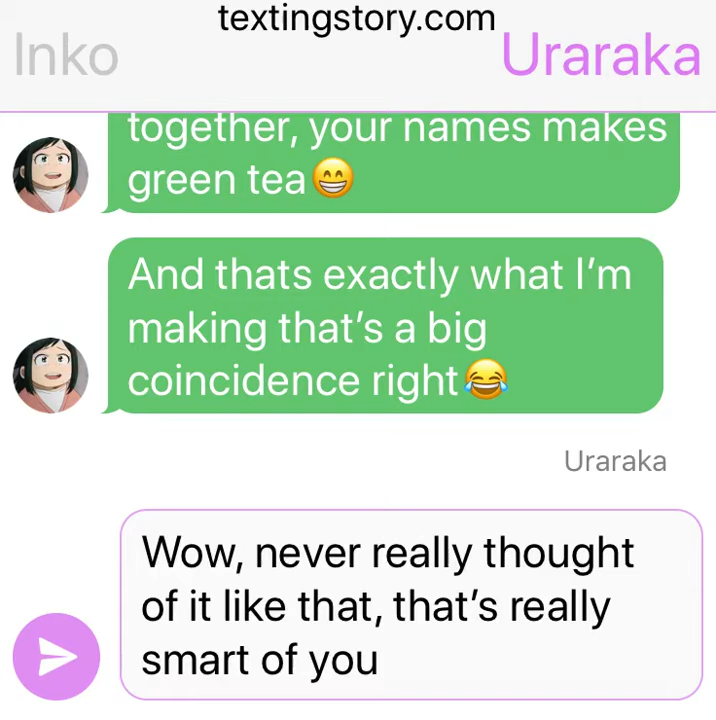 textingstory.com
Inko
Uraraka
together, your names makes
green tea😁
And thats exactly what I’m
making that’s a big
coincidence right😂
Uraraka
Wow, never really thought
of it like that, that’s really
smart of you